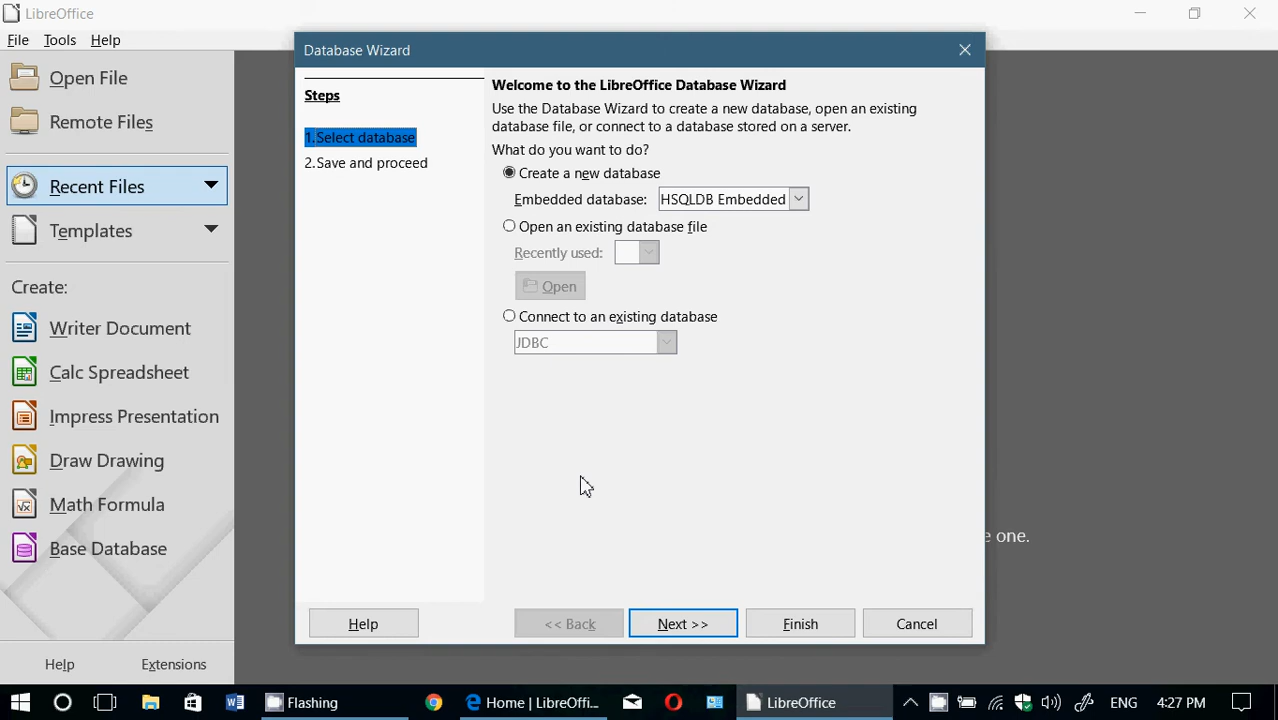 LibreOffice
File Tools Help
Open File
Remote Files
Recent Files
Templates
Create:
Writer Document
Calc Spreadsheet
Impress Presentation
Draw Drawing
Math Formula
Base Database
Help Extensions
Database Wizard
Steps
1.Select database
2.Save and proceed
Welcome to the LibreOffice Database Wizard
Use the Database Wizard to create a new database, open an existing
database file, or connect to a database stored on a server.
What do you want to do?
Create a new database
Embedded database: HSQLDB Embedded
Open an existing database file
Recently used:
Open
Connect to an existing database
JDBC
e one.
Help << Back Next >> Finish Cancel
Flashing Home | LibreOffi... LibreOffice ENG 4:27 PM